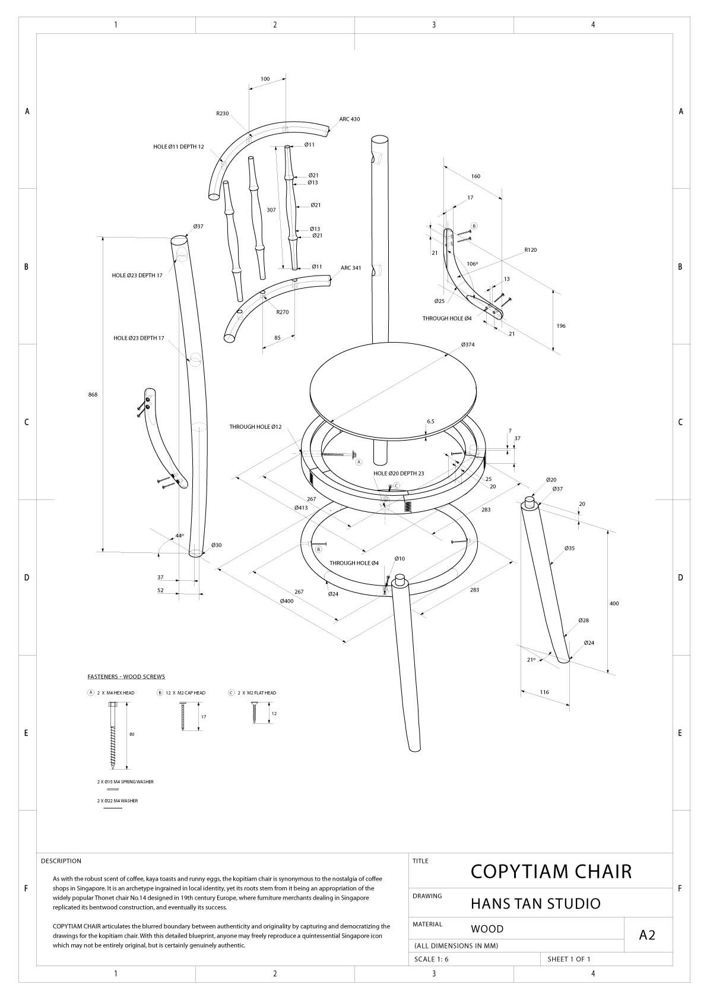 1
2
3
4
A
A
100
R230
ARC 430
HOLE Ø11 DEPTH 12
Ø11
160
Ø21
Ø13
17
307
Ø21
B
Ø37
Ø13
Ø21
21
R120
106º
B
B
HOLE Ø23 DEPTH 17
Ø11
ARC 341
13
Ø25
R270
THROUGH HOLE Ø4
196
21
85
HOLE Ø23 DEPTH 17
Ø374
868
C
C
6.5
THROUGH HOLE Ø12
7
37
A
HOLE Ø20 DEPTH 23
25
20
C
Ø20
Ø37
267
Ø413
283
20
44º
Ø30
B
Ø35
THROUGH HOLE Ø4
Ø10
D
D
37
52
267
Ø24
283
Ø400
400
Ø28
Ø24
21º
116
FASTENERS - WOOD SCREWS
A 2 X M4 HEX HEAD
B 12 X M2 CAP HEAD
C 2 X M2 FLAT HEAD
17
12
80
E
E
2 X Ø15 M4 SPRING WASHER
2 X Ø22 M4 WASHER
DESCRIPTION
As with the robust scent of coffee, kaya toasts and runny eggs, the kopitiam chair is synonymous to the nostalgia of coffee
shops in Singapore. It is an archetype ingrained in local identity, yet its roots stem from it being an appropriation of the
widely popular Thonet chair No.14 designed in 19th century Europe, where furniture merchants dealing in Singapore
replicated its bentwood construction, and eventually its success.
COPYTIAM CHAIR articulates the blurred boundary between authenticity and originality by capturing and democratizing the
drawings for the kopitiam chair. With this detailed blueprint, anyone may freely reproduce a quintessential Singapore icon
which may not be entirely original, but is certainly genuinely authentic.
F
F
TITLE
COPYTIAM CHAIR
DRAWING
HANS TAN STUDIO
MATERIAL
WOOD
A2
(ALL DIMENSIONS IN MM)
SCALE 1: 6
SHEET 1 OF 1
1
2
3
4